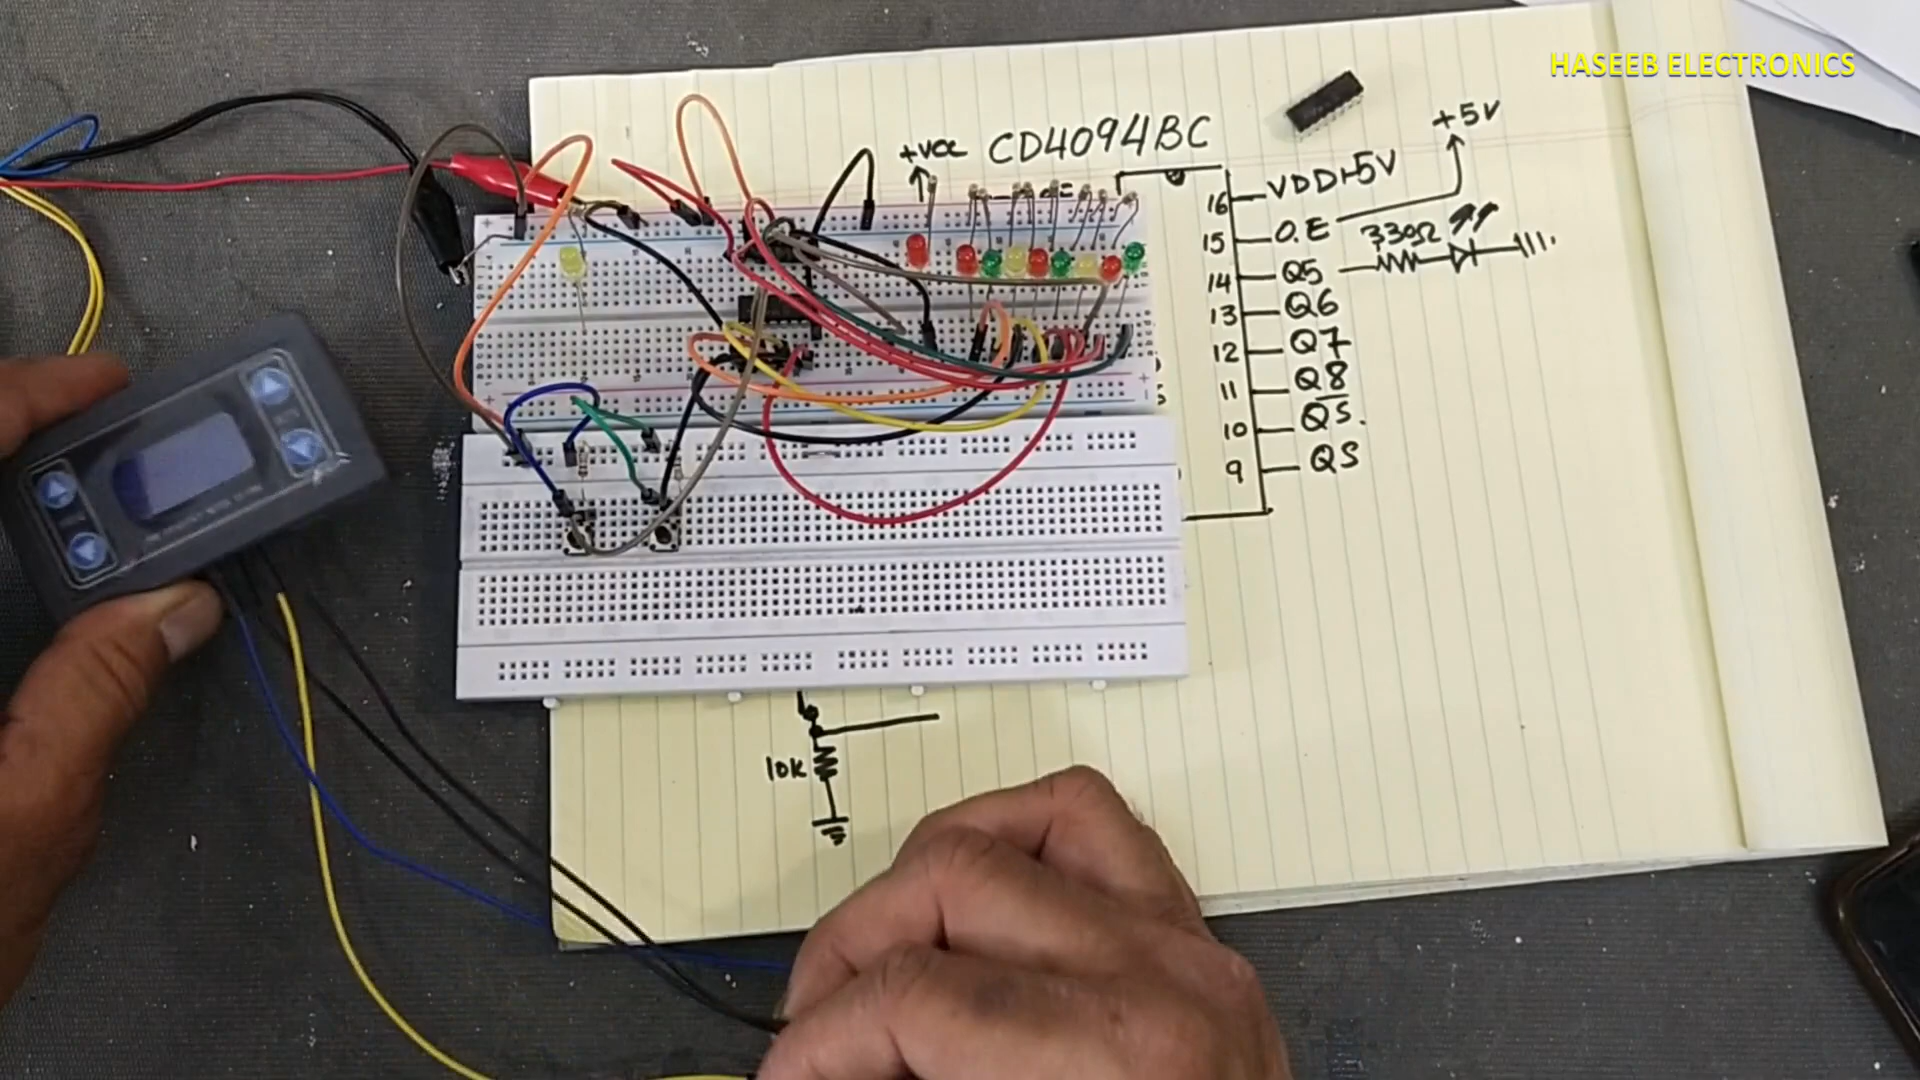 HASEEB ELECTRONICS
+VCC CD4094BC
+5V
16 VDD+5V
15 O.E
330Ω
14 Q5
13 Q6
12 Q7
11 Q8
10 Q̅S̅.
9 QS
10K